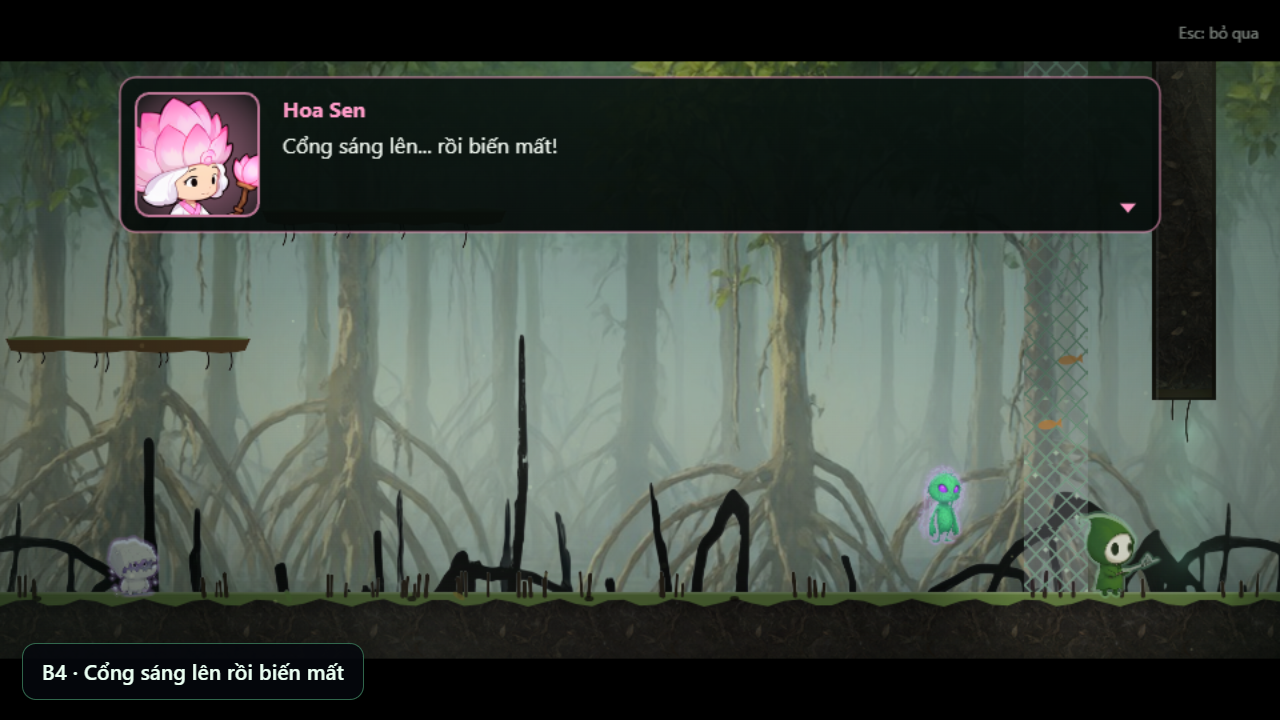 Esc: bỏ qua
Hoa Sen
Cổng sáng lên... rồi biến mất!
B4 · Cổng sáng lên rồi biến mất